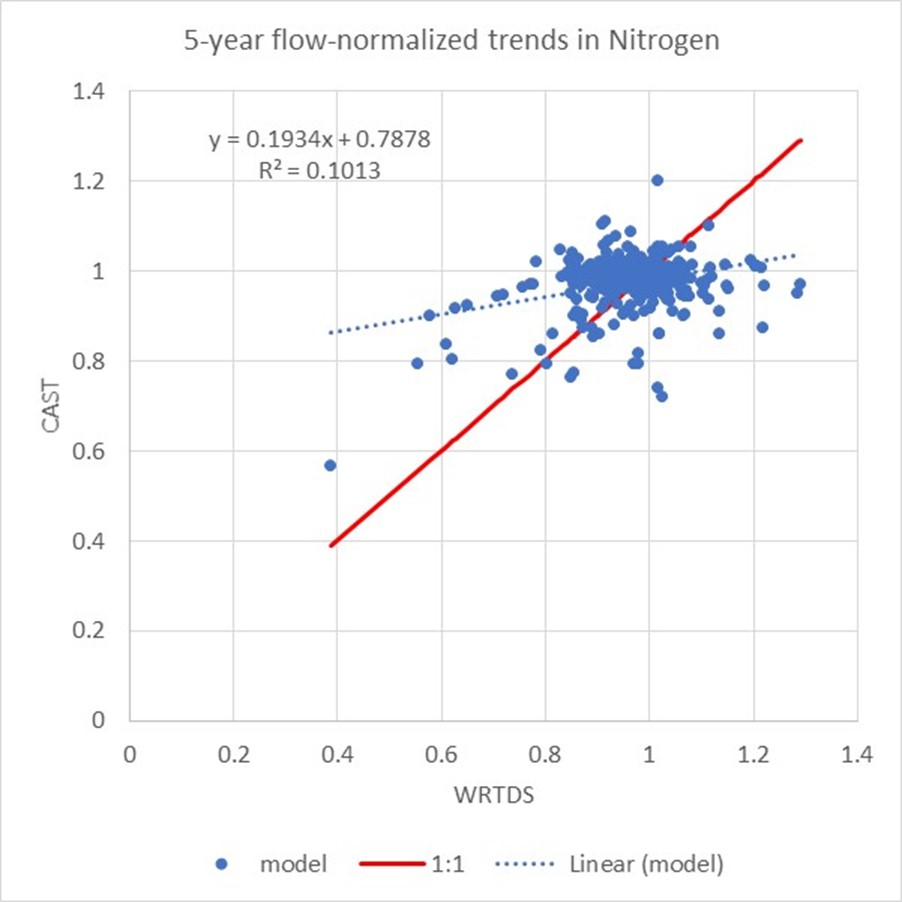 5-year flow-normalized trends in Nitrogen
1.4
y = 0.1934x + 0.7878
R² = 0.1013
1.2
1
0.8
0.6
0.4
0.2
0
CAST
0 0.2 0.4 0.6 0.8 1 1.2 1.4
WRTDS
model 1:1 Linear (model)